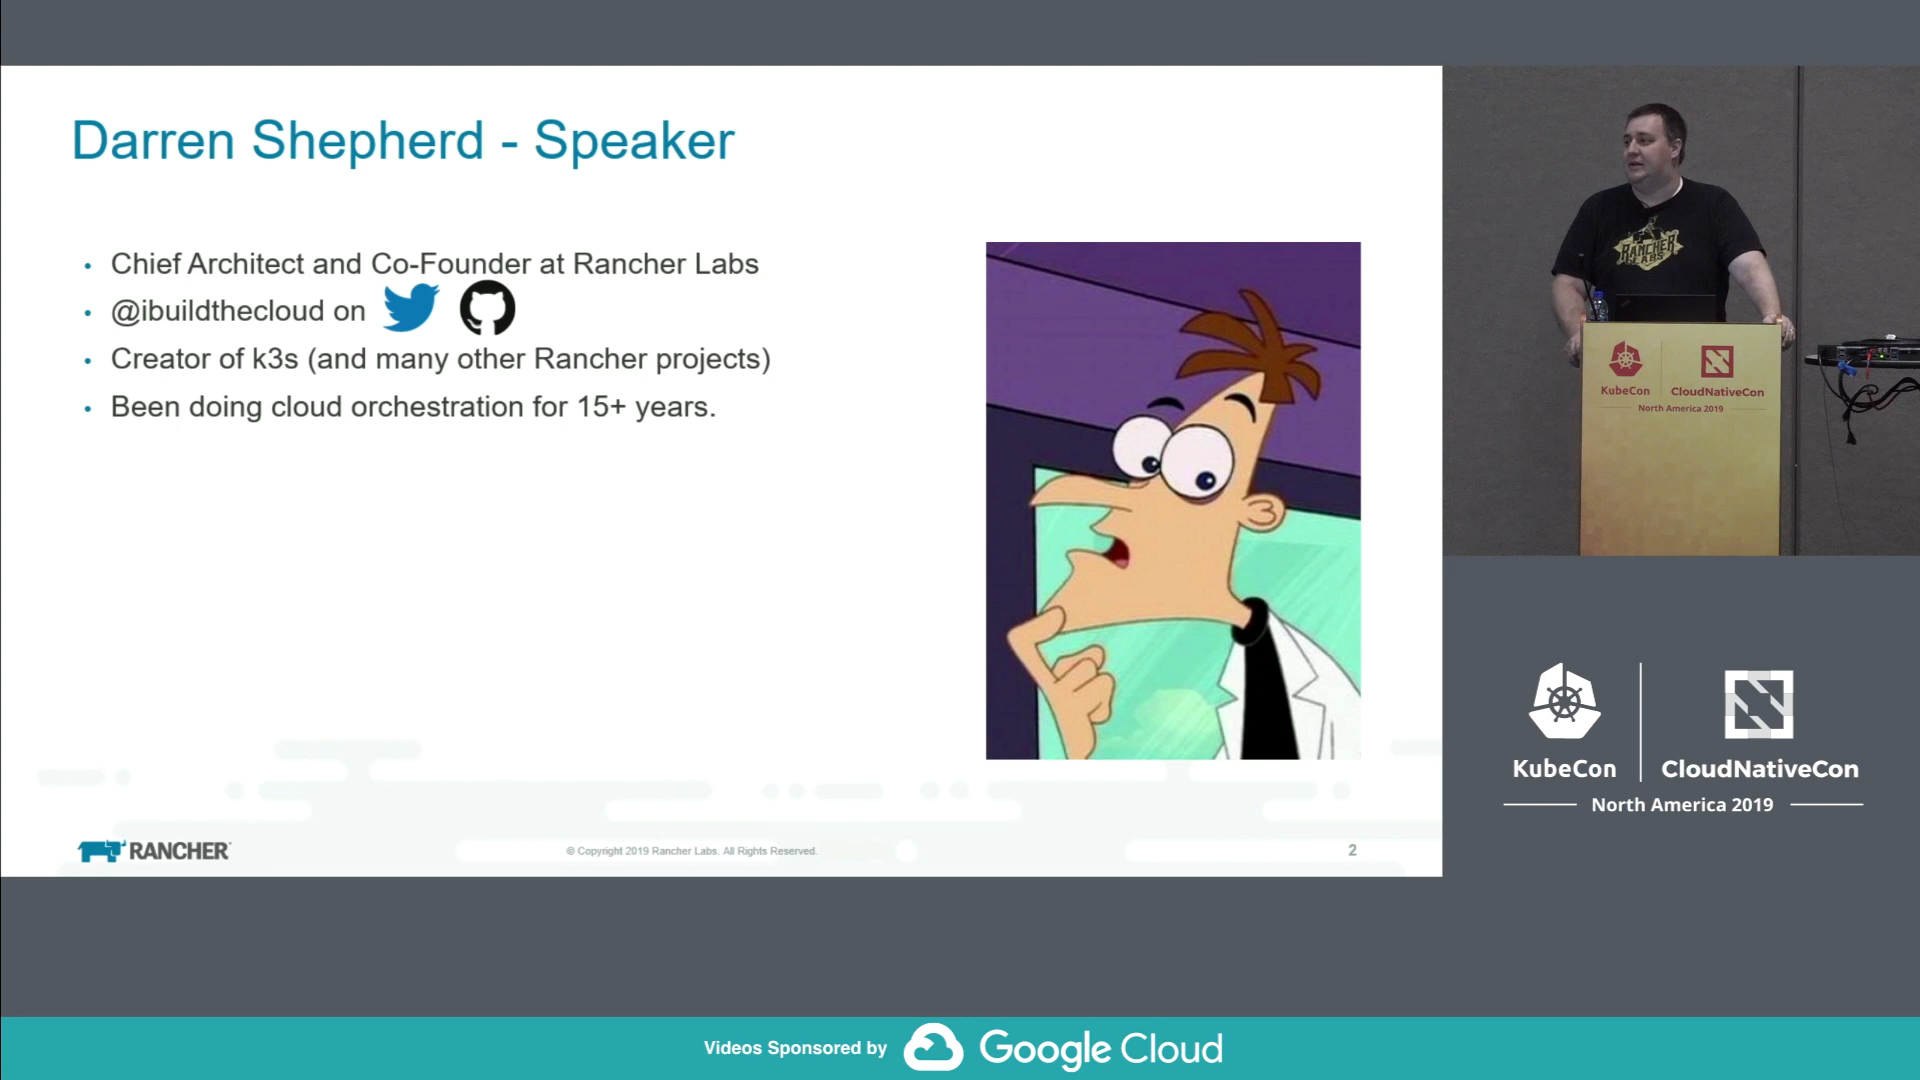 Darren Shepherd - Speaker
• Chief Architect and Co-Founder at Rancher Labs
• @ibuildthecloud on
• Creator of k3s (and many other Rancher projects)
• Been doing cloud orchestration for 15+ years.
RANCHER
© Copyright 2019 Rancher Labs. All Rights Reserved.
2
RANCHER
LABS
KubeCon
CloudNativeCon
North America 2019
KubeCon
CloudNativeCon
North America 2019
Videos Sponsored by
Google Cloud